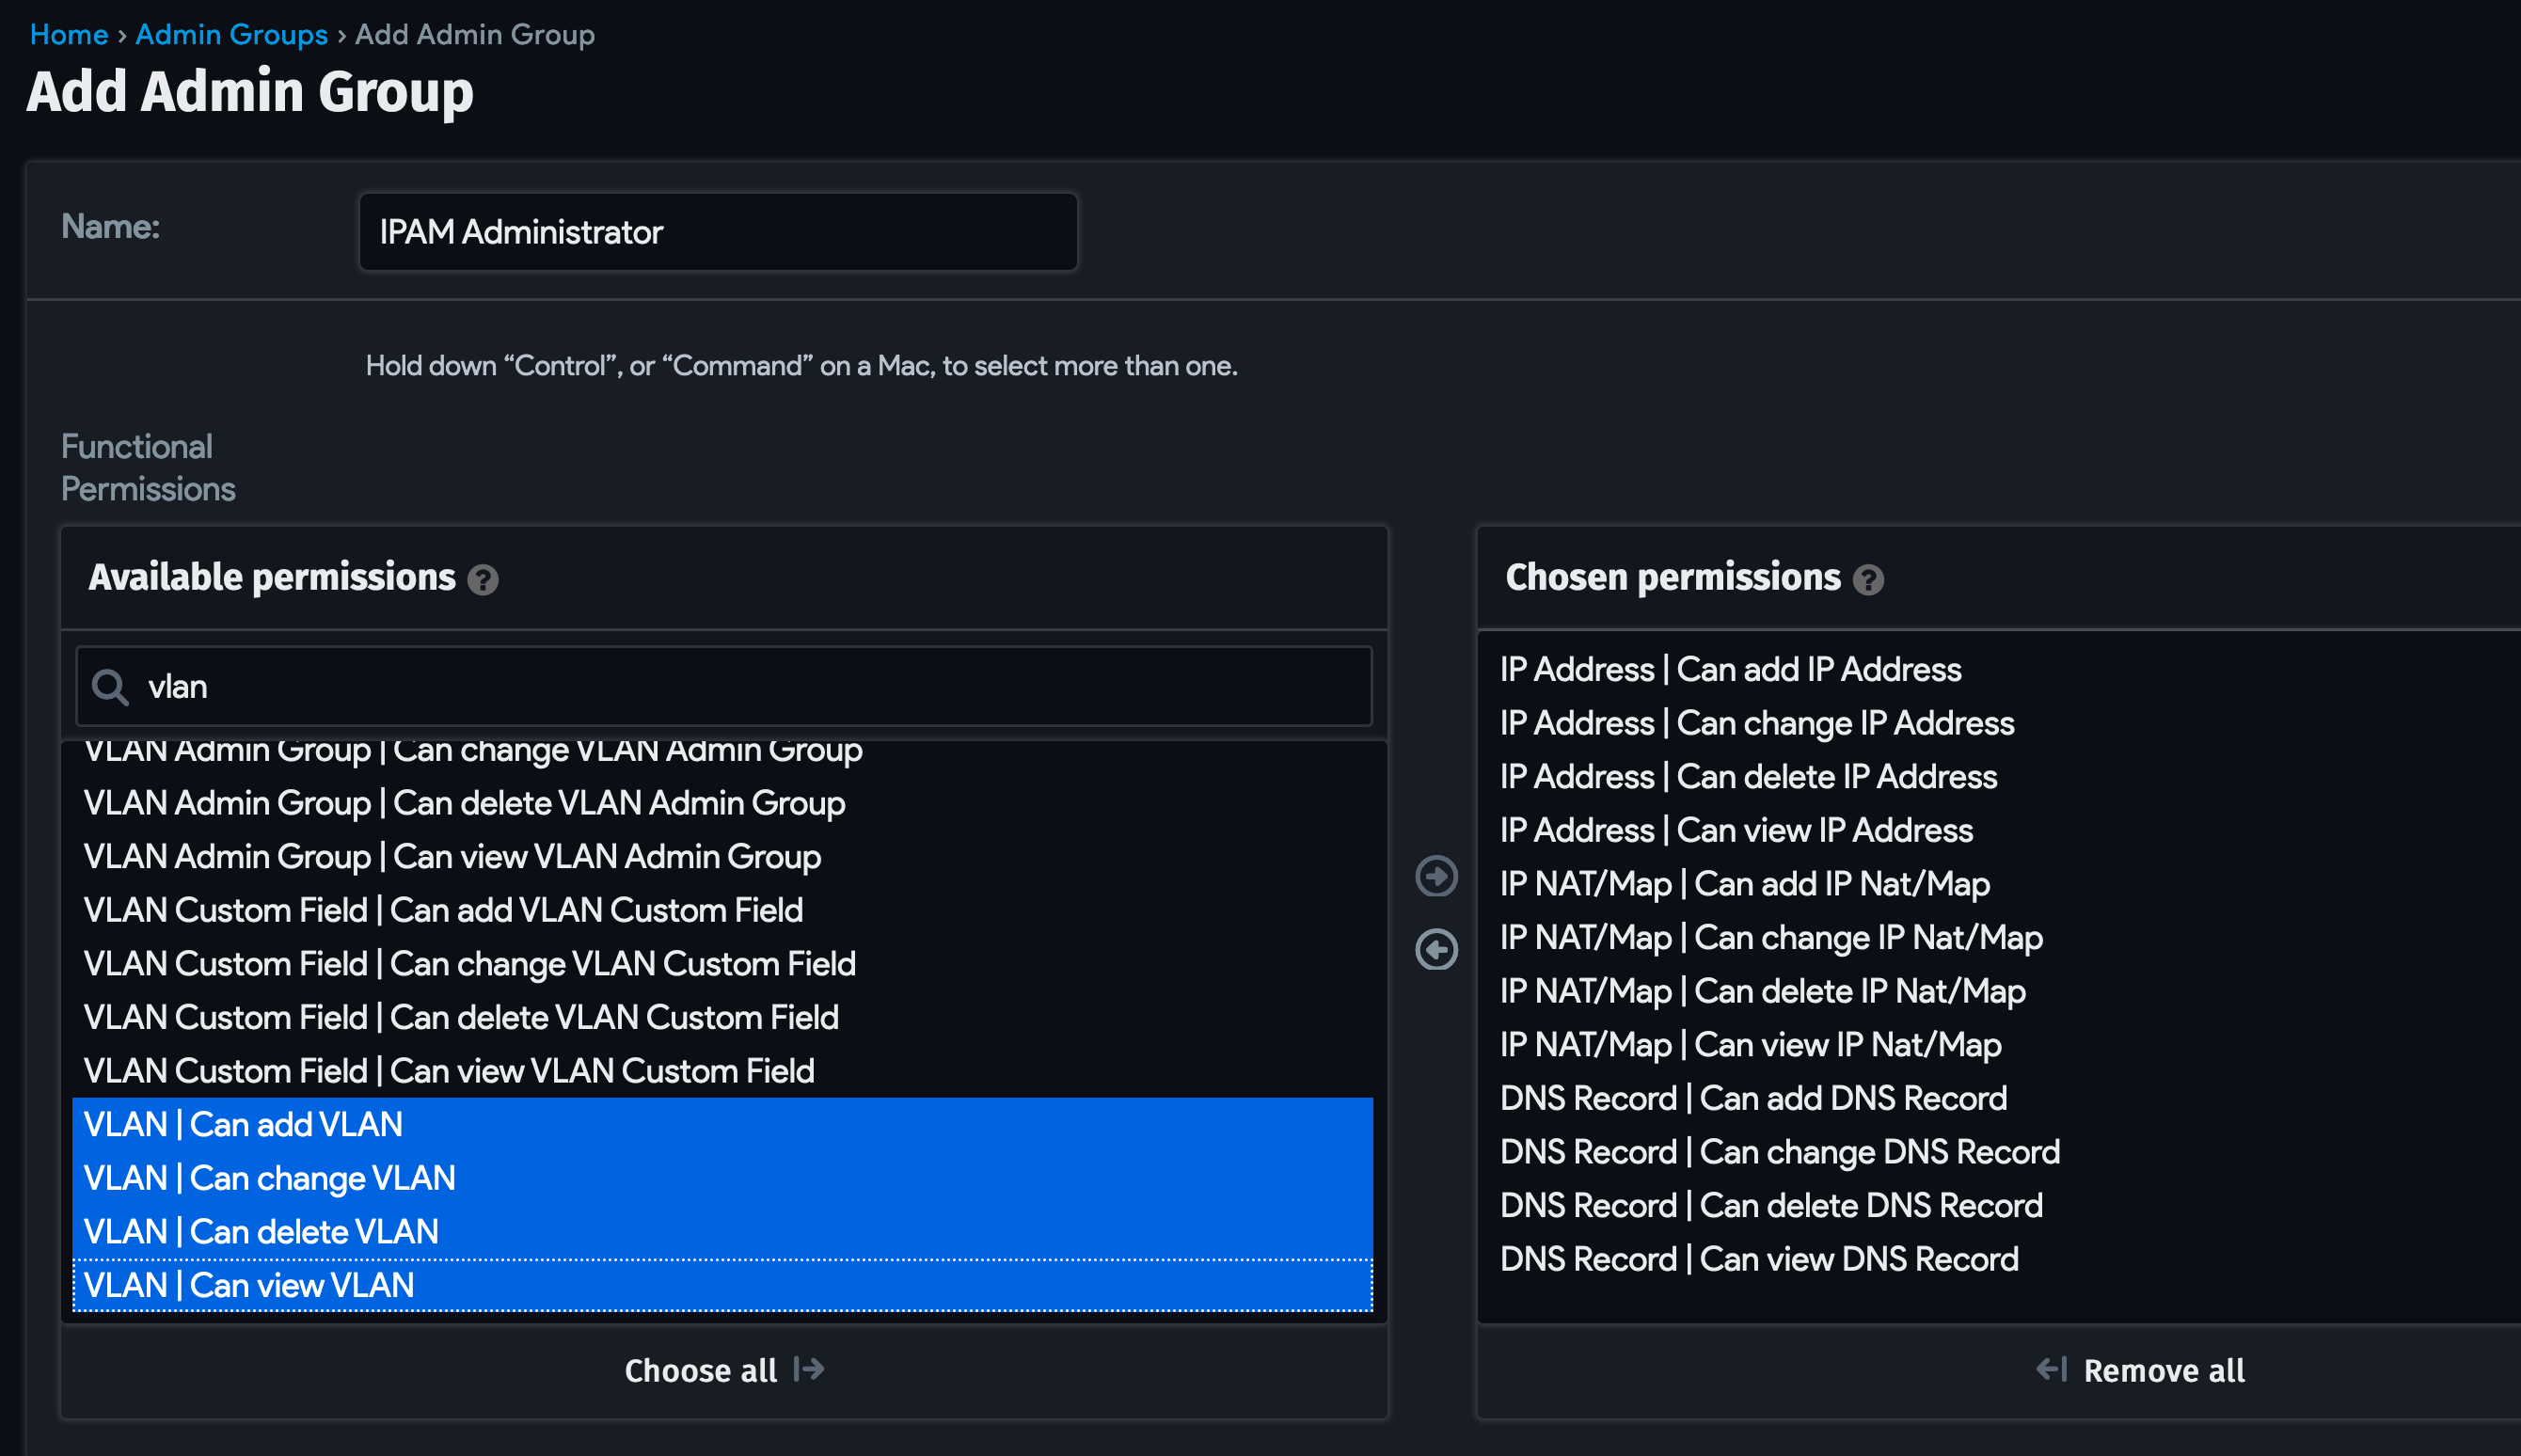 Home › Admin Groups › Add Admin Group
Add Admin Group
Name:
IPAM Administrator
Hold down “Control”, or “Command” on a Mac, to select more than one.
Functional
Permissions
Available permissions ?
vlan
VLAN Admin Group | Can change VLAN Admin Group
VLAN Admin Group | Can delete VLAN Admin Group
VLAN Admin Group | Can view VLAN Admin Group
VLAN Custom Field | Can add VLAN Custom Field
VLAN Custom Field | Can change VLAN Custom Field
VLAN Custom Field | Can delete VLAN Custom Field
VLAN Custom Field | Can view VLAN Custom Field
VLAN | Can add VLAN
VLAN | Can change VLAN
VLAN | Can delete VLAN
VLAN | Can view VLAN
Choose all
Chosen permissions ?
IP Address | Can add IP Address
IP Address | Can change IP Address
IP Address | Can delete IP Address
IP Address | Can view IP Address
IP NAT/Map | Can add IP Nat/Map
IP NAT/Map | Can change IP Nat/Map
IP NAT/Map | Can delete IP Nat/Map
IP NAT/Map | Can view IP Nat/Map
DNS Record | Can add DNS Record
DNS Record | Can change DNS Record
DNS Record | Can delete DNS Record
DNS Record | Can view DNS Record
Remove all